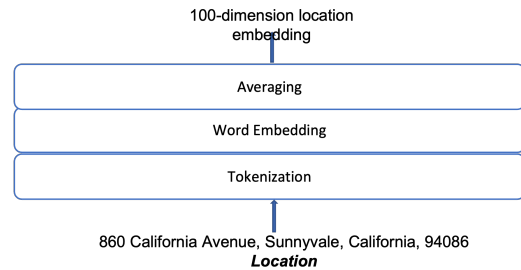 100-dimension location
embedding
Averaging
Word Embedding
Tokenization
860 California Avenue, Sunnyvale, California, 94086
Location